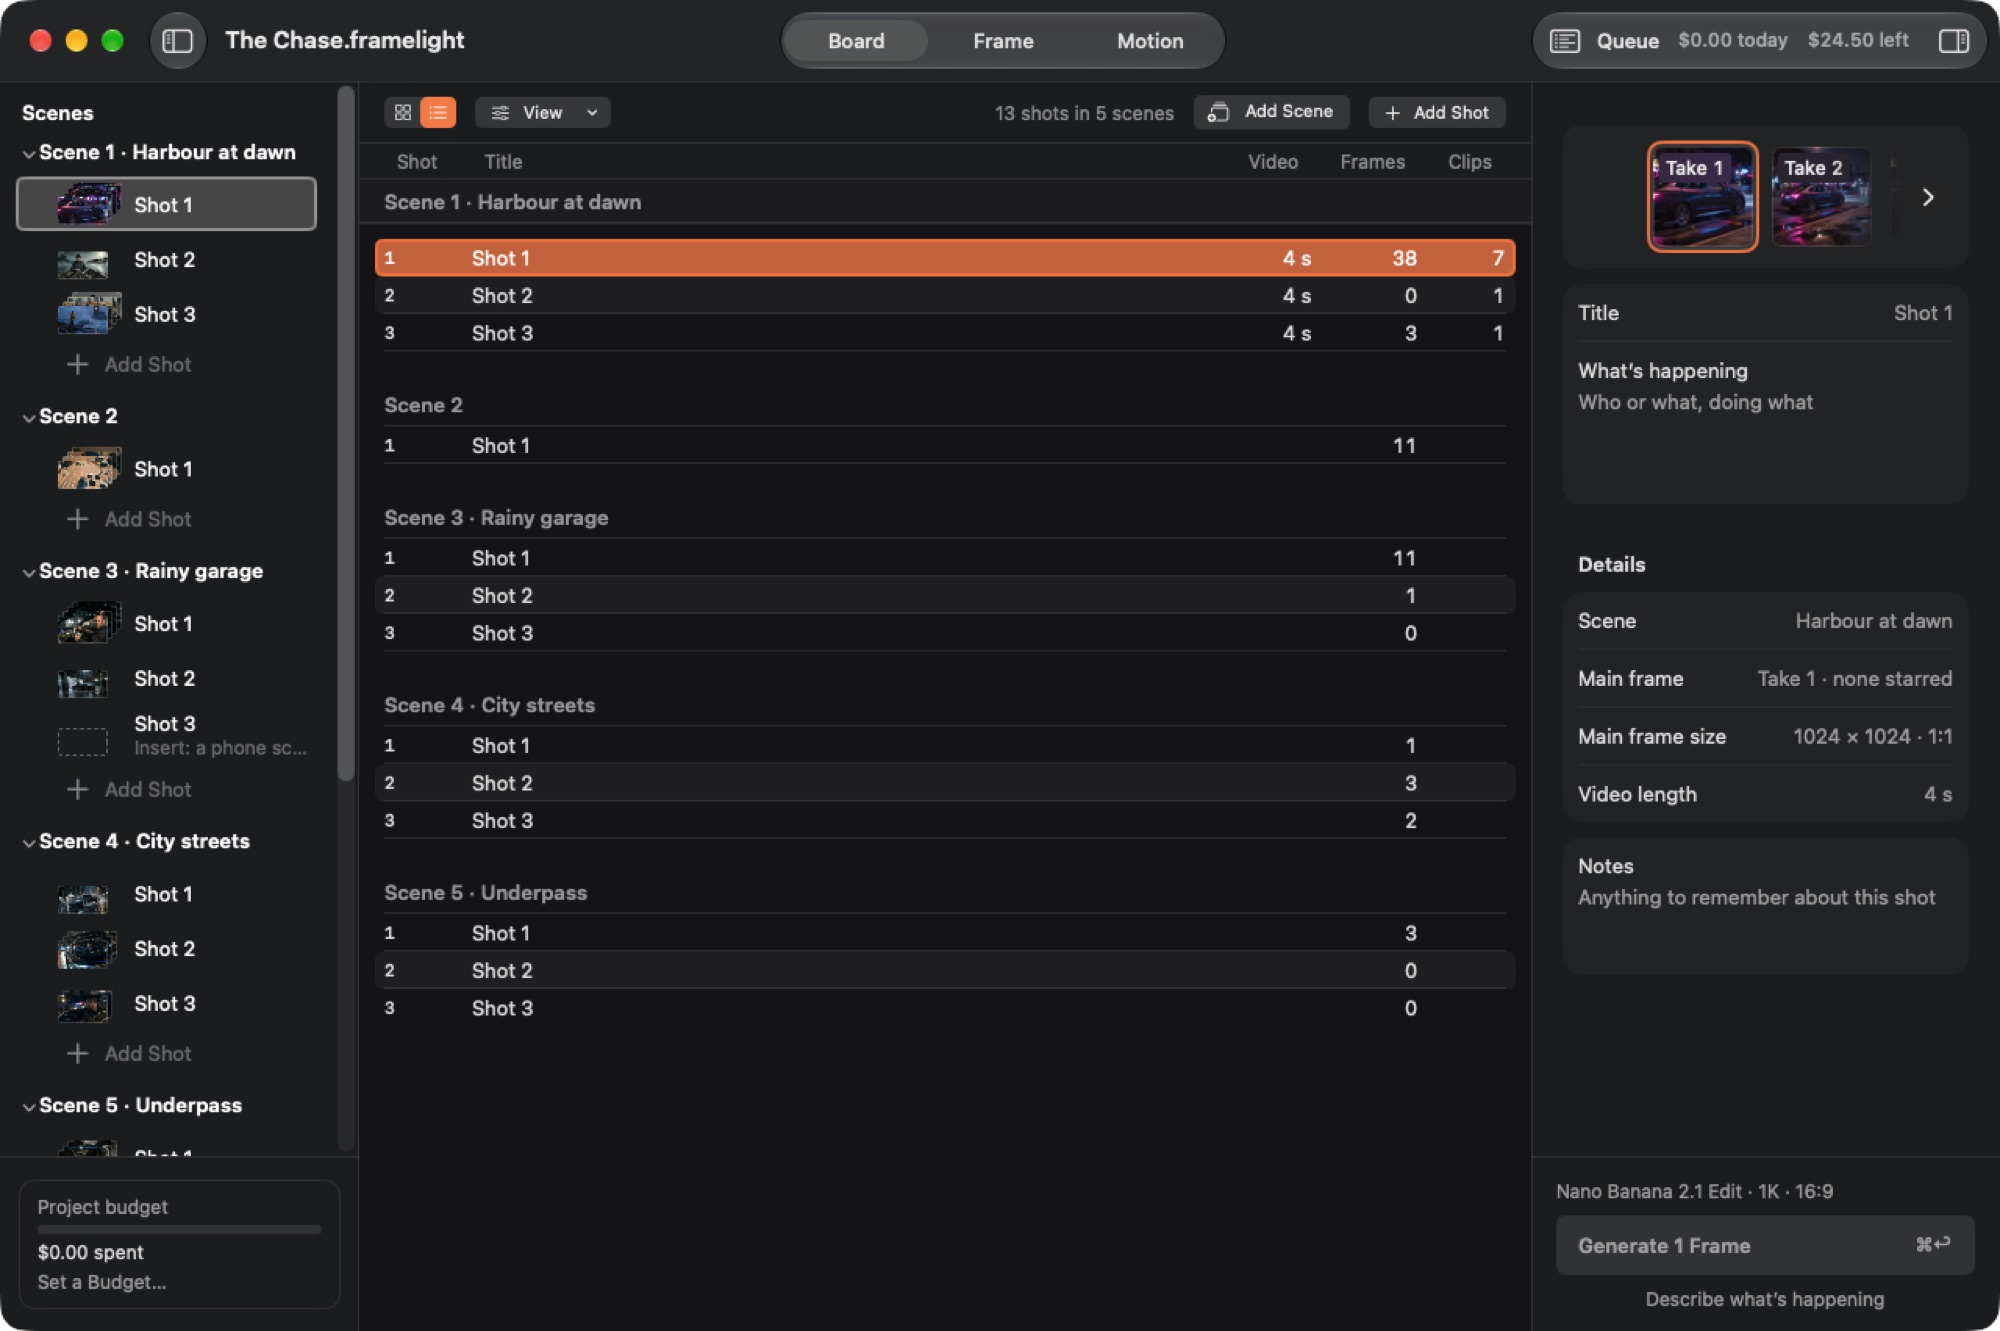 The Chase.framelight
Board Frame Motion
Queue $0.00 today $24.50 left
Scenes
Scene 1 · Harbour at dawn
Shot 1
Shot 2
Shot 3
Add Shot
Scene 2
Shot 1
Add Shot
Scene 3 · Rainy garage
Shot 1
Shot 2
Shot 3
Insert: a phone sc...
Add Shot
Scene 4 · City streets
Shot 1
Shot 2
Shot 3
Add Shot
Scene 5 · Underpass
Shot 1
Project budget
$0.00 spent
Set a Budget...
View
13 shots in 5 scenes
Add Scene
Add Shot
Shot Title Video Frames Clips
Scene 1 · Harbour at dawn
1 Shot 1 4 s 38 7
2 Shot 2 4 s 0 1
3 Shot 3 4 s 3 1
Scene 2
1 Shot 1 11
Scene 3 · Rainy garage
1 Shot 1 11
2 Shot 2 1
3 Shot 3 0
Scene 4 · City streets
1 Shot 1 1
2 Shot 2 3
3 Shot 3 2
Scene 5 · Underpass
1 Shot 1 3
2 Shot 2 0
3 Shot 3 0
Take 1 Take 2
Title Shot 1
What's happening
Who or what, doing what
Details
Scene Harbour at dawn
Main frame Take 1 · none starred
Main frame size 1024 × 1024 · 1:1
Video length 4 s
Notes
Anything to remember about this shot
Nano Banana 2.1 Edit · 1K · 16:9
Generate 1 Frame ⌘↩
Describe what's happening